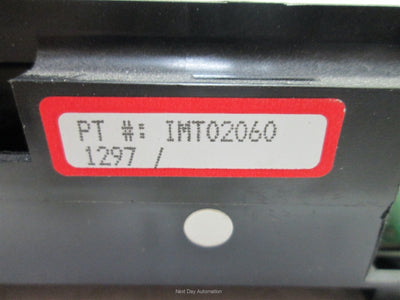 PT #: IMT02060
1297 /
Next Day Automation